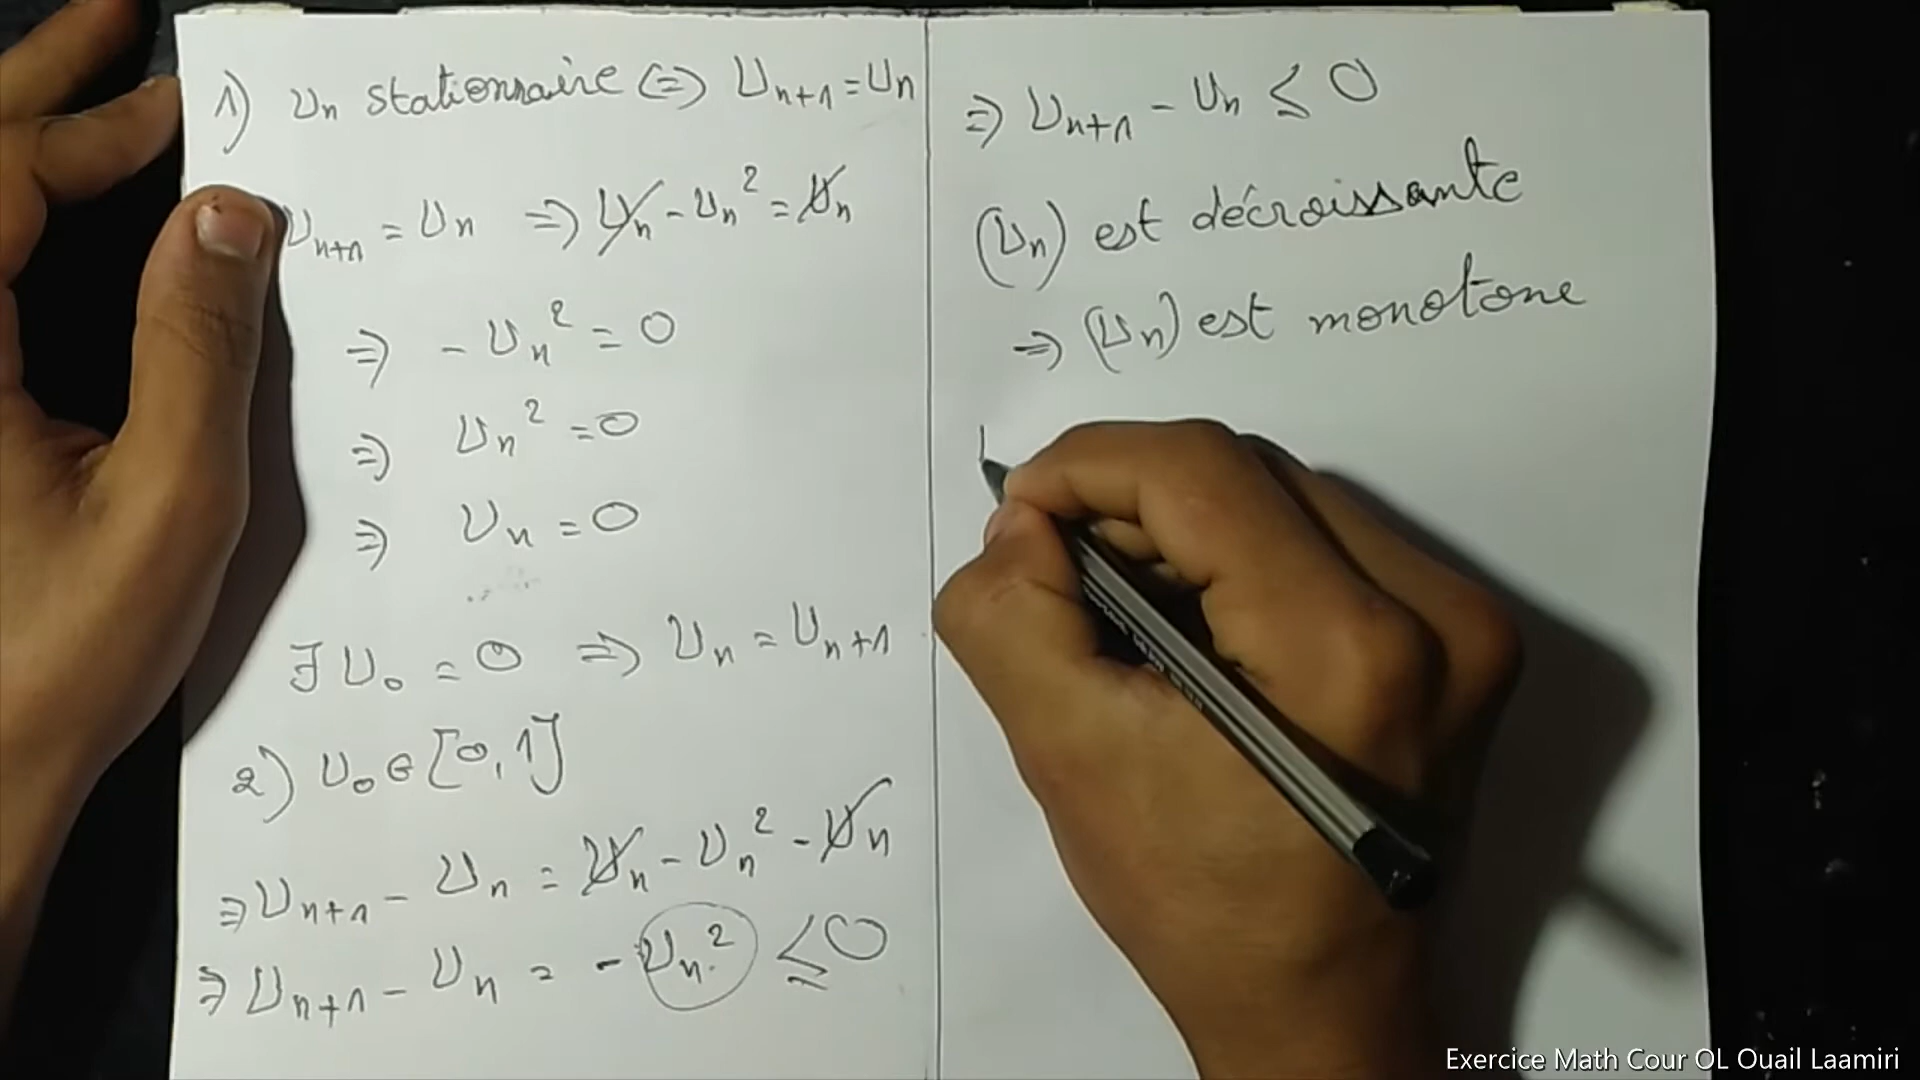 1) Un stationnaire (=) Un+1 = Un
Un+1 = Un => Un - Un² = Un
=> - Un² = 0
=> Un² = 0
=> Un = 0
∃ U0 = 0 => Un = Un+1
2) U0 ∈ [0,1]
=> Un+1 - Un = Un - Un² - Un
=> Un+1 - Un = - Un² ≤ 0
=> Un+1 - Un ≤ 0
(Un) est décroissante
=> (Un) est monotone
Exercice Math Cour OL Ouail Laamiri